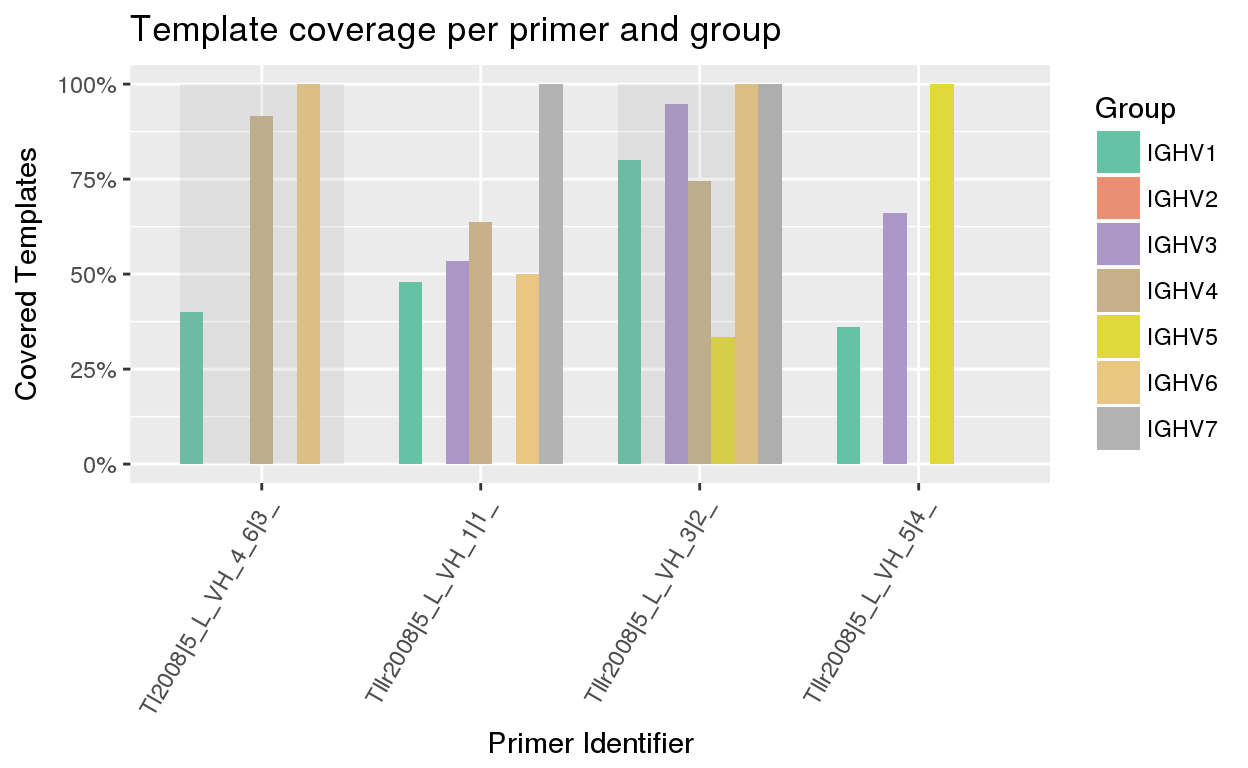 Template coverage per primer and group
Covered Templates
100%
75%
50%
25%
0%
Tl2008|5_L_VH_4_6|3_
Tllr2008|5_L_VH_1|1_
Tllr2008|5_L_VH_3|2_
Tllr2008|5_L_VH_5|4_
Primer Identifier
Group
IGHV1
IGHV2
IGHV3
IGHV4
IGHV5
IGHV6
IGHV7